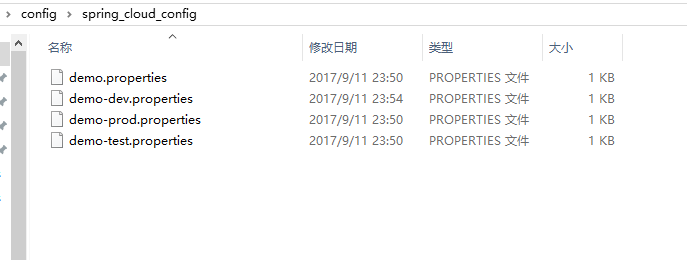 config > spring_cloud_config
名称 修改日期 类型 大小
demo.properties 2017/9/11 23:50 PROPERTIES 文件 1 KB
demo-dev.properties 2017/9/11 23:54 PROPERTIES 文件 1 KB
demo-prod.properties 2017/9/11 23:50 PROPERTIES 文件 1 KB
demo-test.properties 2017/9/11 23:50 PROPERTIES 文件 1 KB